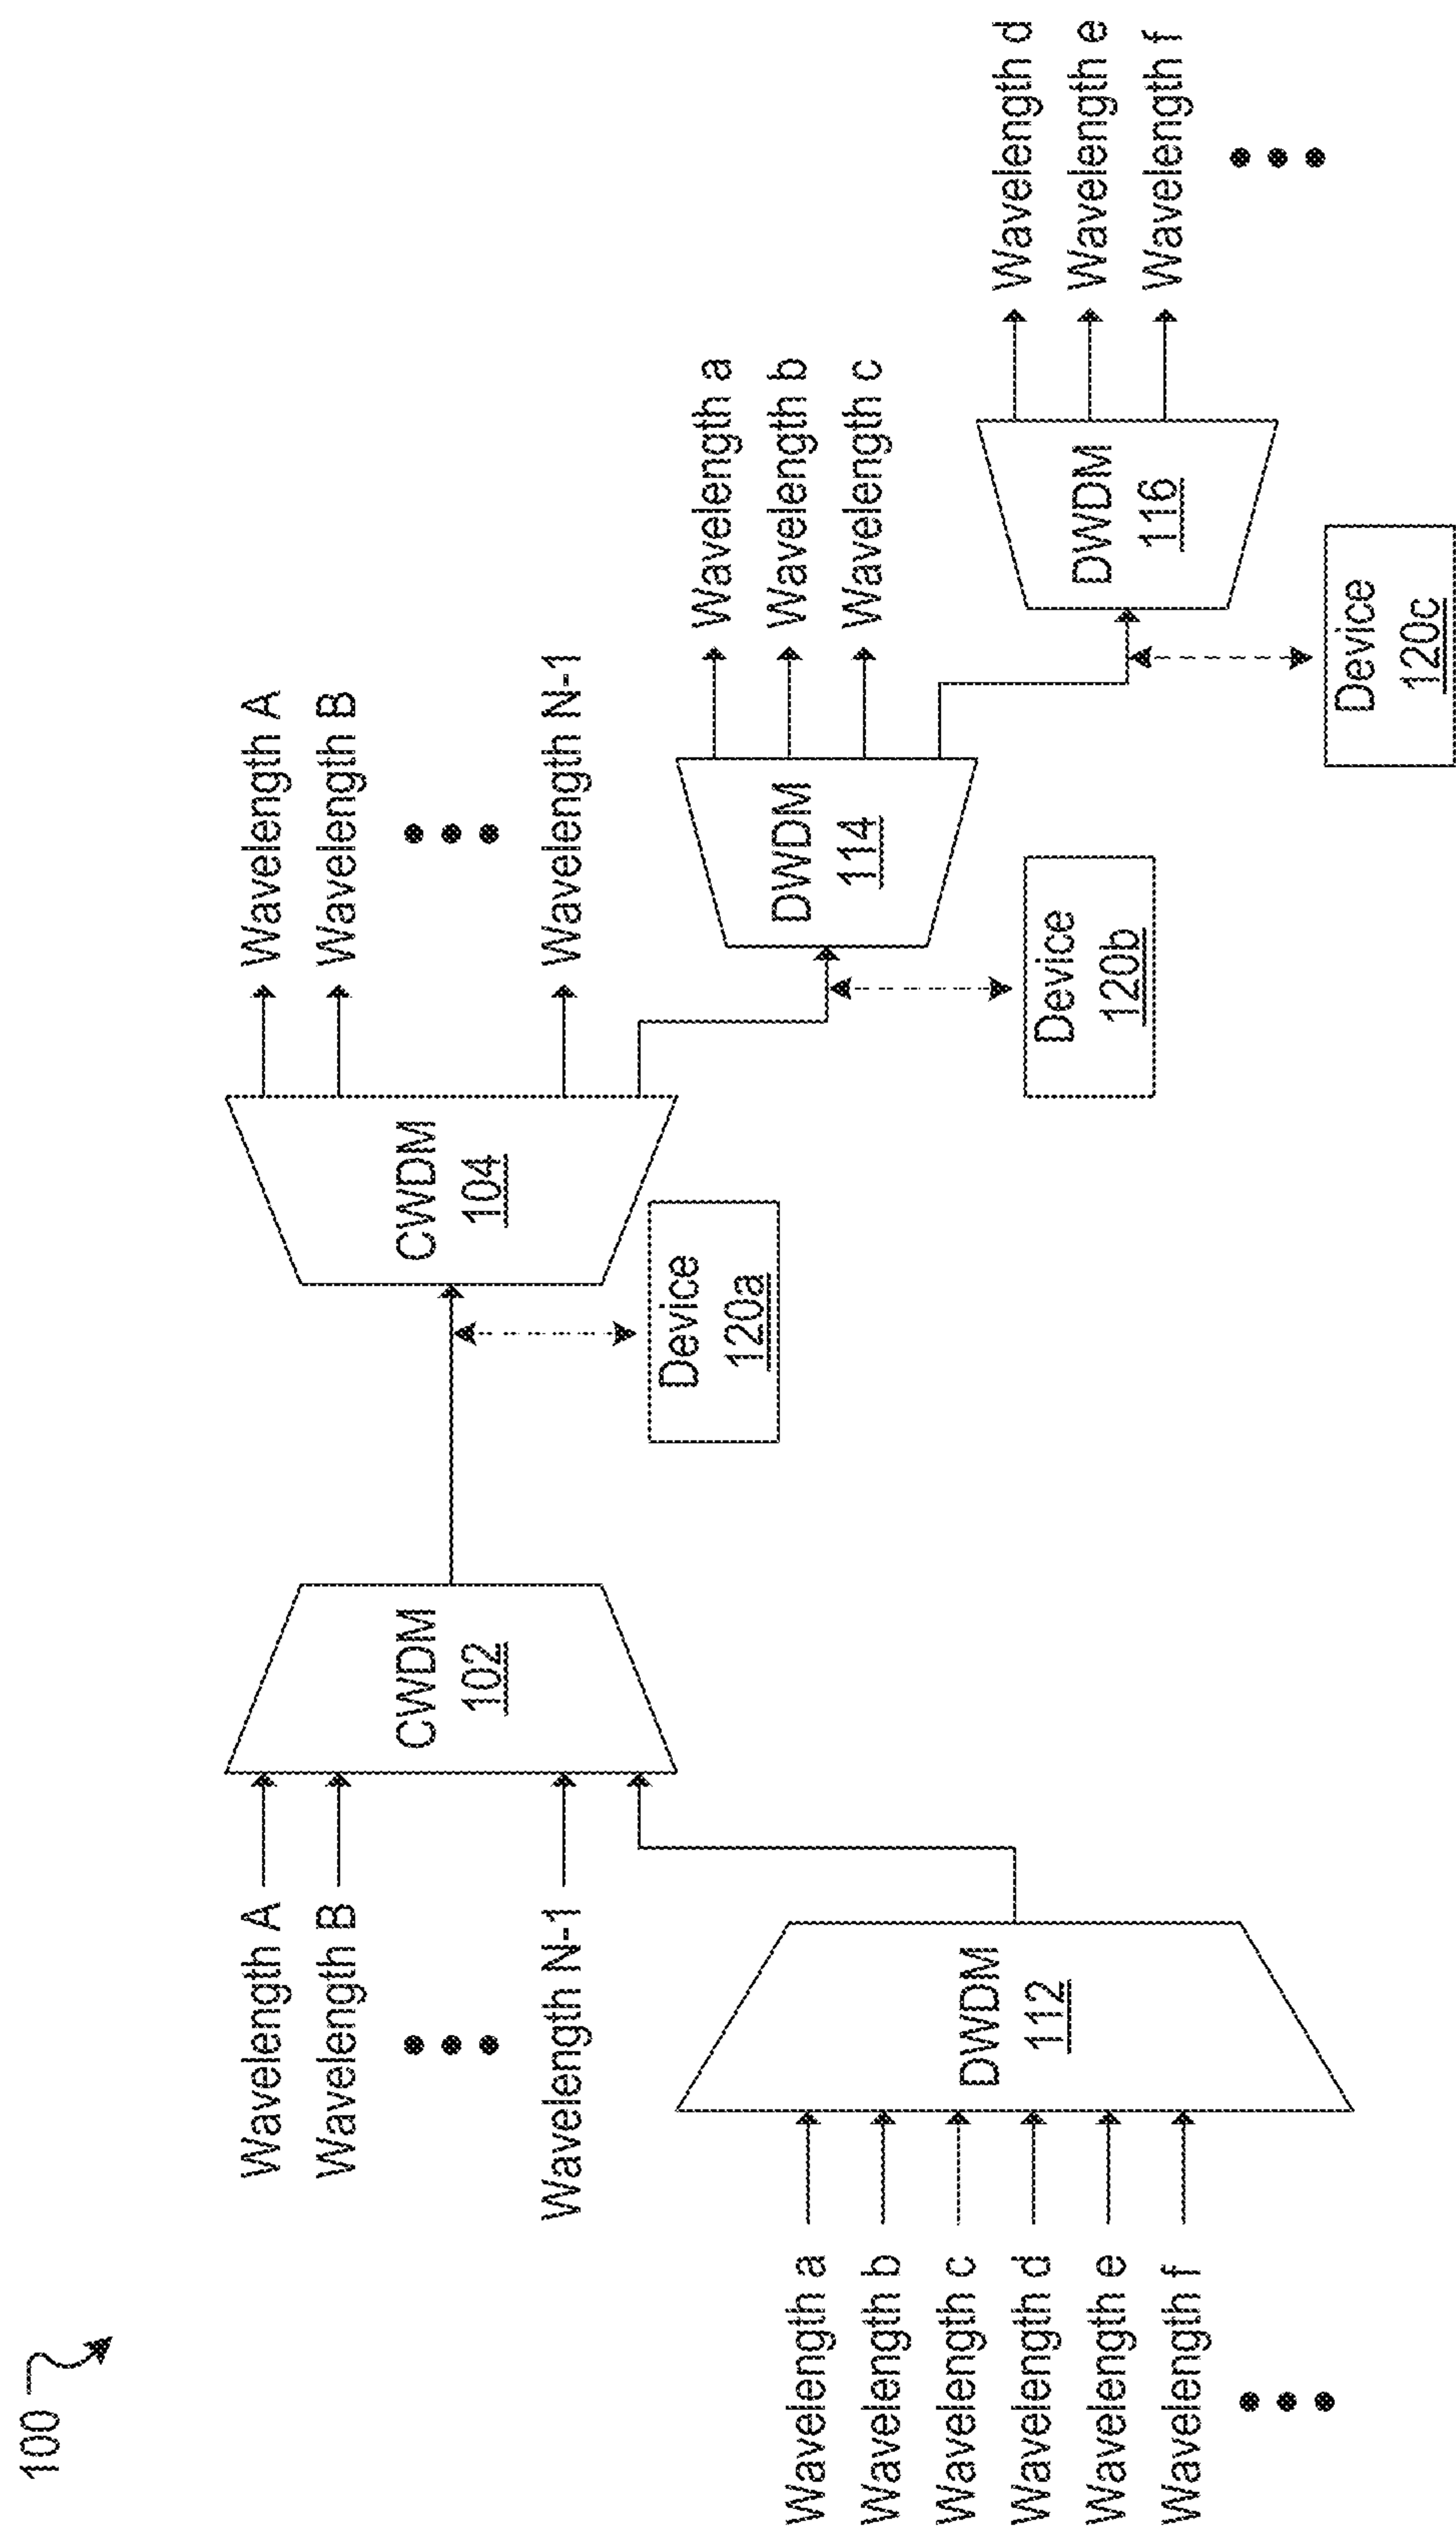 100
Wavelength A
Wavelength B
Wavelength N-1
Wavelength a
Wavelength b
Wavelength c
Wavelength d
Wavelength e
Wavelength f
DWDM
112
CWDM
102
Device
120a
CWDM
104
Wavelength A
Wavelength B
Wavelength N-1
Device
120b
DWDM
114
Wavelength a
Wavelength b
Wavelength c
Device
120c
DWDM
116
Wavelength d
Wavelength e
Wavelength f